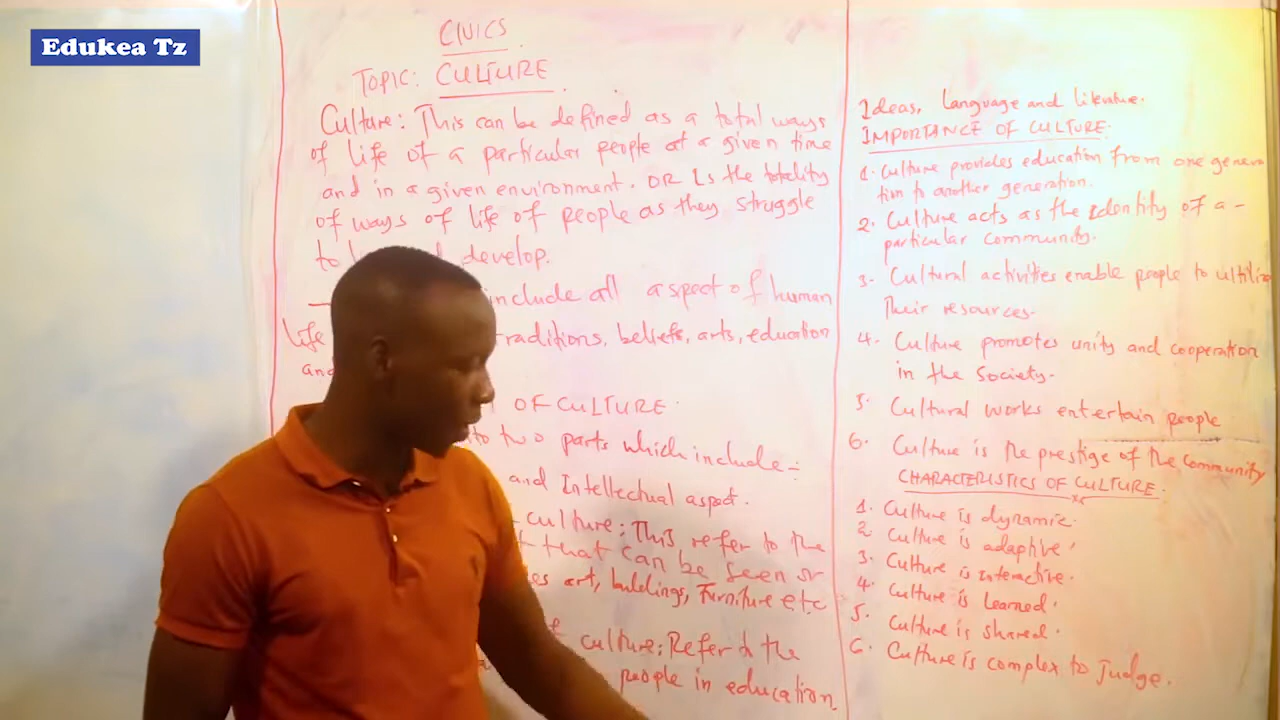 Edukea Tz
CIVICS
TOPIC: CULTURE
Culture: This can be defined as a total ways
of life of a particular people at a given time
and in a given environment. OR Is the totality
of ways of life of people as they struggle
to develop.
include all aspect of human
life traditions, beliefs, arts, education
and
OF CULTURE
to two parts which include:-
and Intellectual aspect.
culture: This refer to the
that can be seen or
art, buildings, Furniture etc
culture: Refer to the
people in education
Ideas, language and literature.
IMPORTANCE OF CULTURE.
1. Culture provides education from one genera
tion to another generation.
2. Culture acts as the identity of a -
particular community.
3. Cultural activities enable people to ultiliz
Their resources.
4. Culture promotes unity and cooperation
in the Society.
5. Cultural works entertain people
6. Culture is the prestige of the community
CHARACTERISTICS OF CULTURE.
1. Culture is dynamic.
2 Culture is adaptive.
3. Culture is Interactive.
4. Culture is Learned.
5. Culture is shared.
6. Culture is complex to Judge.